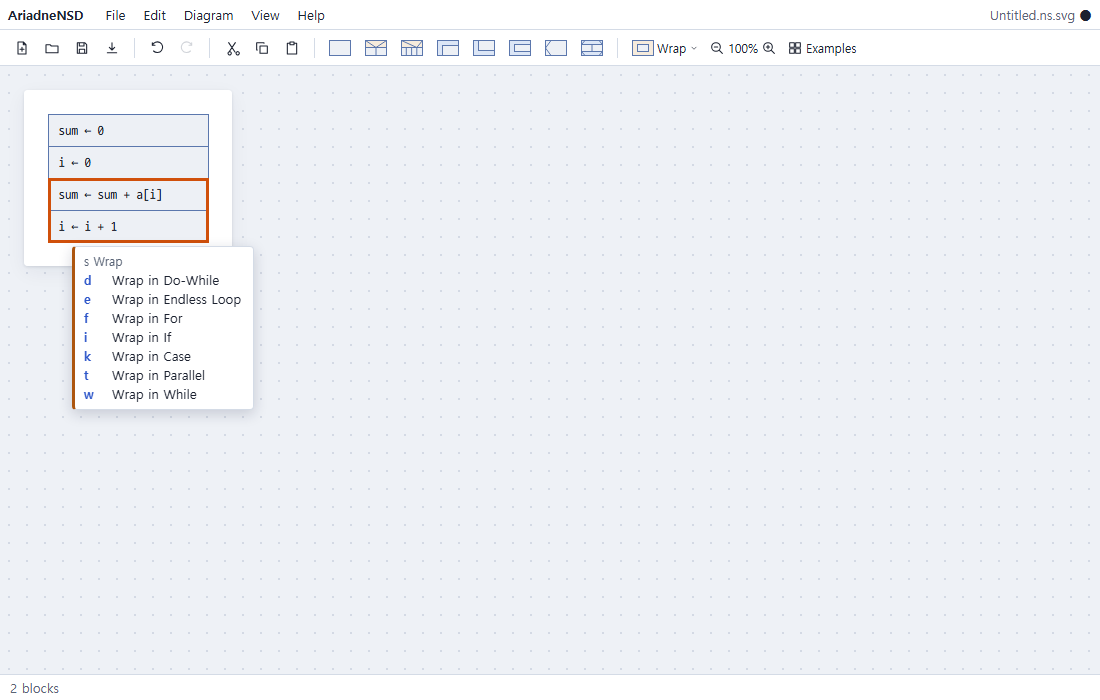 AriadneNSD File Edit Diagram View Help Untitled.ns.svg
Wrap 100% Examples
sum ← 0
i ← 0
sum ← sum + a[i]
i ← i + 1
s Wrap
d Wrap in Do-While
e Wrap in Endless Loop
f Wrap in For
i Wrap in If
k Wrap in Case
t Wrap in Parallel
w Wrap in While
2 blocks